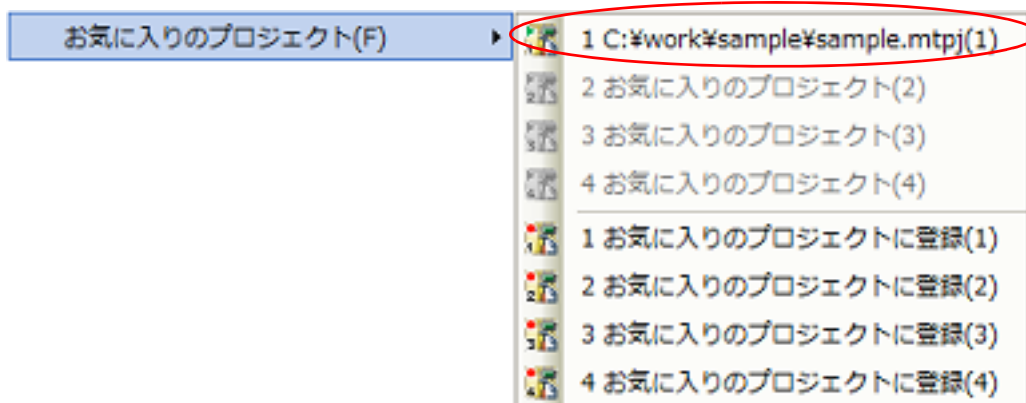 お気に入りのプロジェクト(F)
1 C:¥work¥sample¥sample.mtpj(1)
2 お気に入りのプロジェクト(2)
3 お気に入りのプロジェクト(3)
4 お気に入りのプロジェクト(4)
1 お気に入りのプロジェクトに登録(1)
2 お気に入りのプロジェクトに登録(2)
3 お気に入りのプロジェクトに登録(3)
4 お気に入りのプロジェクトに登録(4)